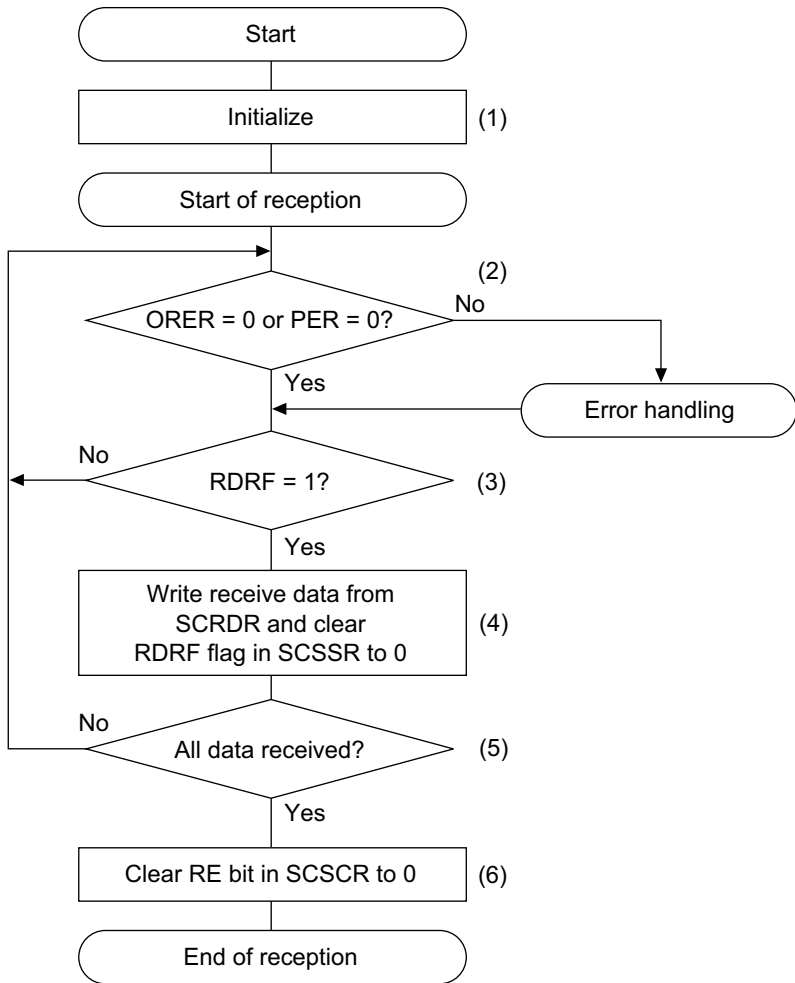 Start
Initialize
(1)
Start of reception
(2)
ORER = 0 or PER = 0?
No
Yes
Error handling
No
RDRF = 1?
(3)
Yes
Write receive data from
SCRDR and clear
RDRF flag in SCSSR to 0
(4)
No
All data received?
(5)
Yes
Clear RE bit in SCSCR to 0
(6)
End of reception